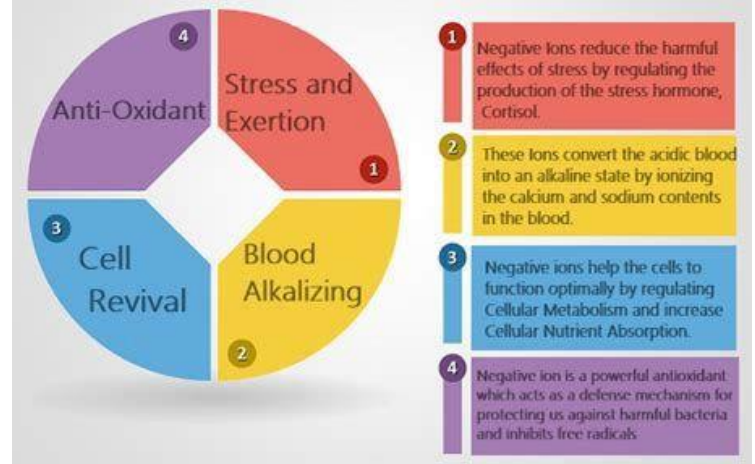 4
Anti-Oxidant
Stress and
Exertion
1
3
Cell
Revival
Blood
Alkalizing
2
1
Negative Ions reduce the harmful
effects of stress by regulating the
production of the stress hormone,
Cortisol.
2
These Ions convert the acidic blood
into an alkaline state by ionizing
the calcium and sodium contents
in the blood.
3
Negative ions help the cells to
function optimally by regulating
Cellular Metabolism and increase
Cellular Nutrient Absorption.
4
Negative ion is a powerful antioxidant
which acts as a defense mechanism for
protecting us against harmful bacteria
and inhibits free radicals